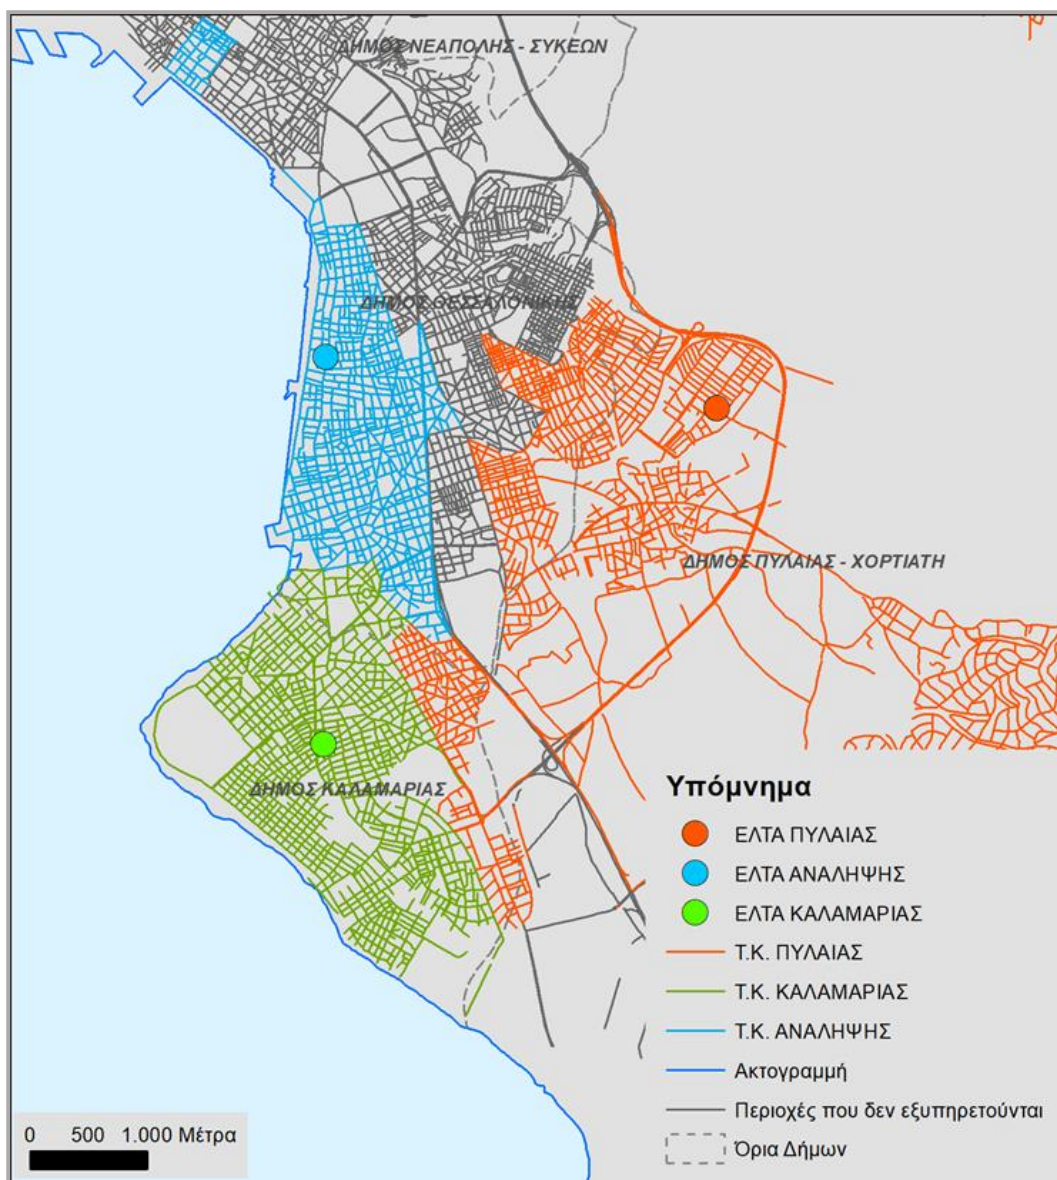 ΔΗΜΟΣ ΝΕΑΠΟΛΗΣ - ΣΥΚΕΩΝ
ΔΗΜΟΣ ΘΕΣΣΑΛΟΝΙΚΗΣ
ΔΗΜΟΣ ΠΥΛΑΙΑΣ - ΧΟΡΤΙΑΤΗ
ΔΗΜΟΣ ΚΑΛΑΜΑΡΙΑΣ
Υπόμνημα
ΕΛΤΑ ΠΥΛΑΙΑΣ
ΕΛΤΑ ΑΝΑΛΗΨΗΣ
ΕΛΤΑ ΚΑΛΑΜΑΡΙΑΣ
Τ.Κ. ΠΥΛΑΙΑΣ
Τ.Κ. ΚΑΛΑΜΑΡΙΑΣ
Τ.Κ. ΑΝΑΛΗΨΗΣ
Ακτογραμμή
Περιοχές που δεν εξυπηρετούνται
Όρια Δήμων
0 500 1.000 Μέτρα